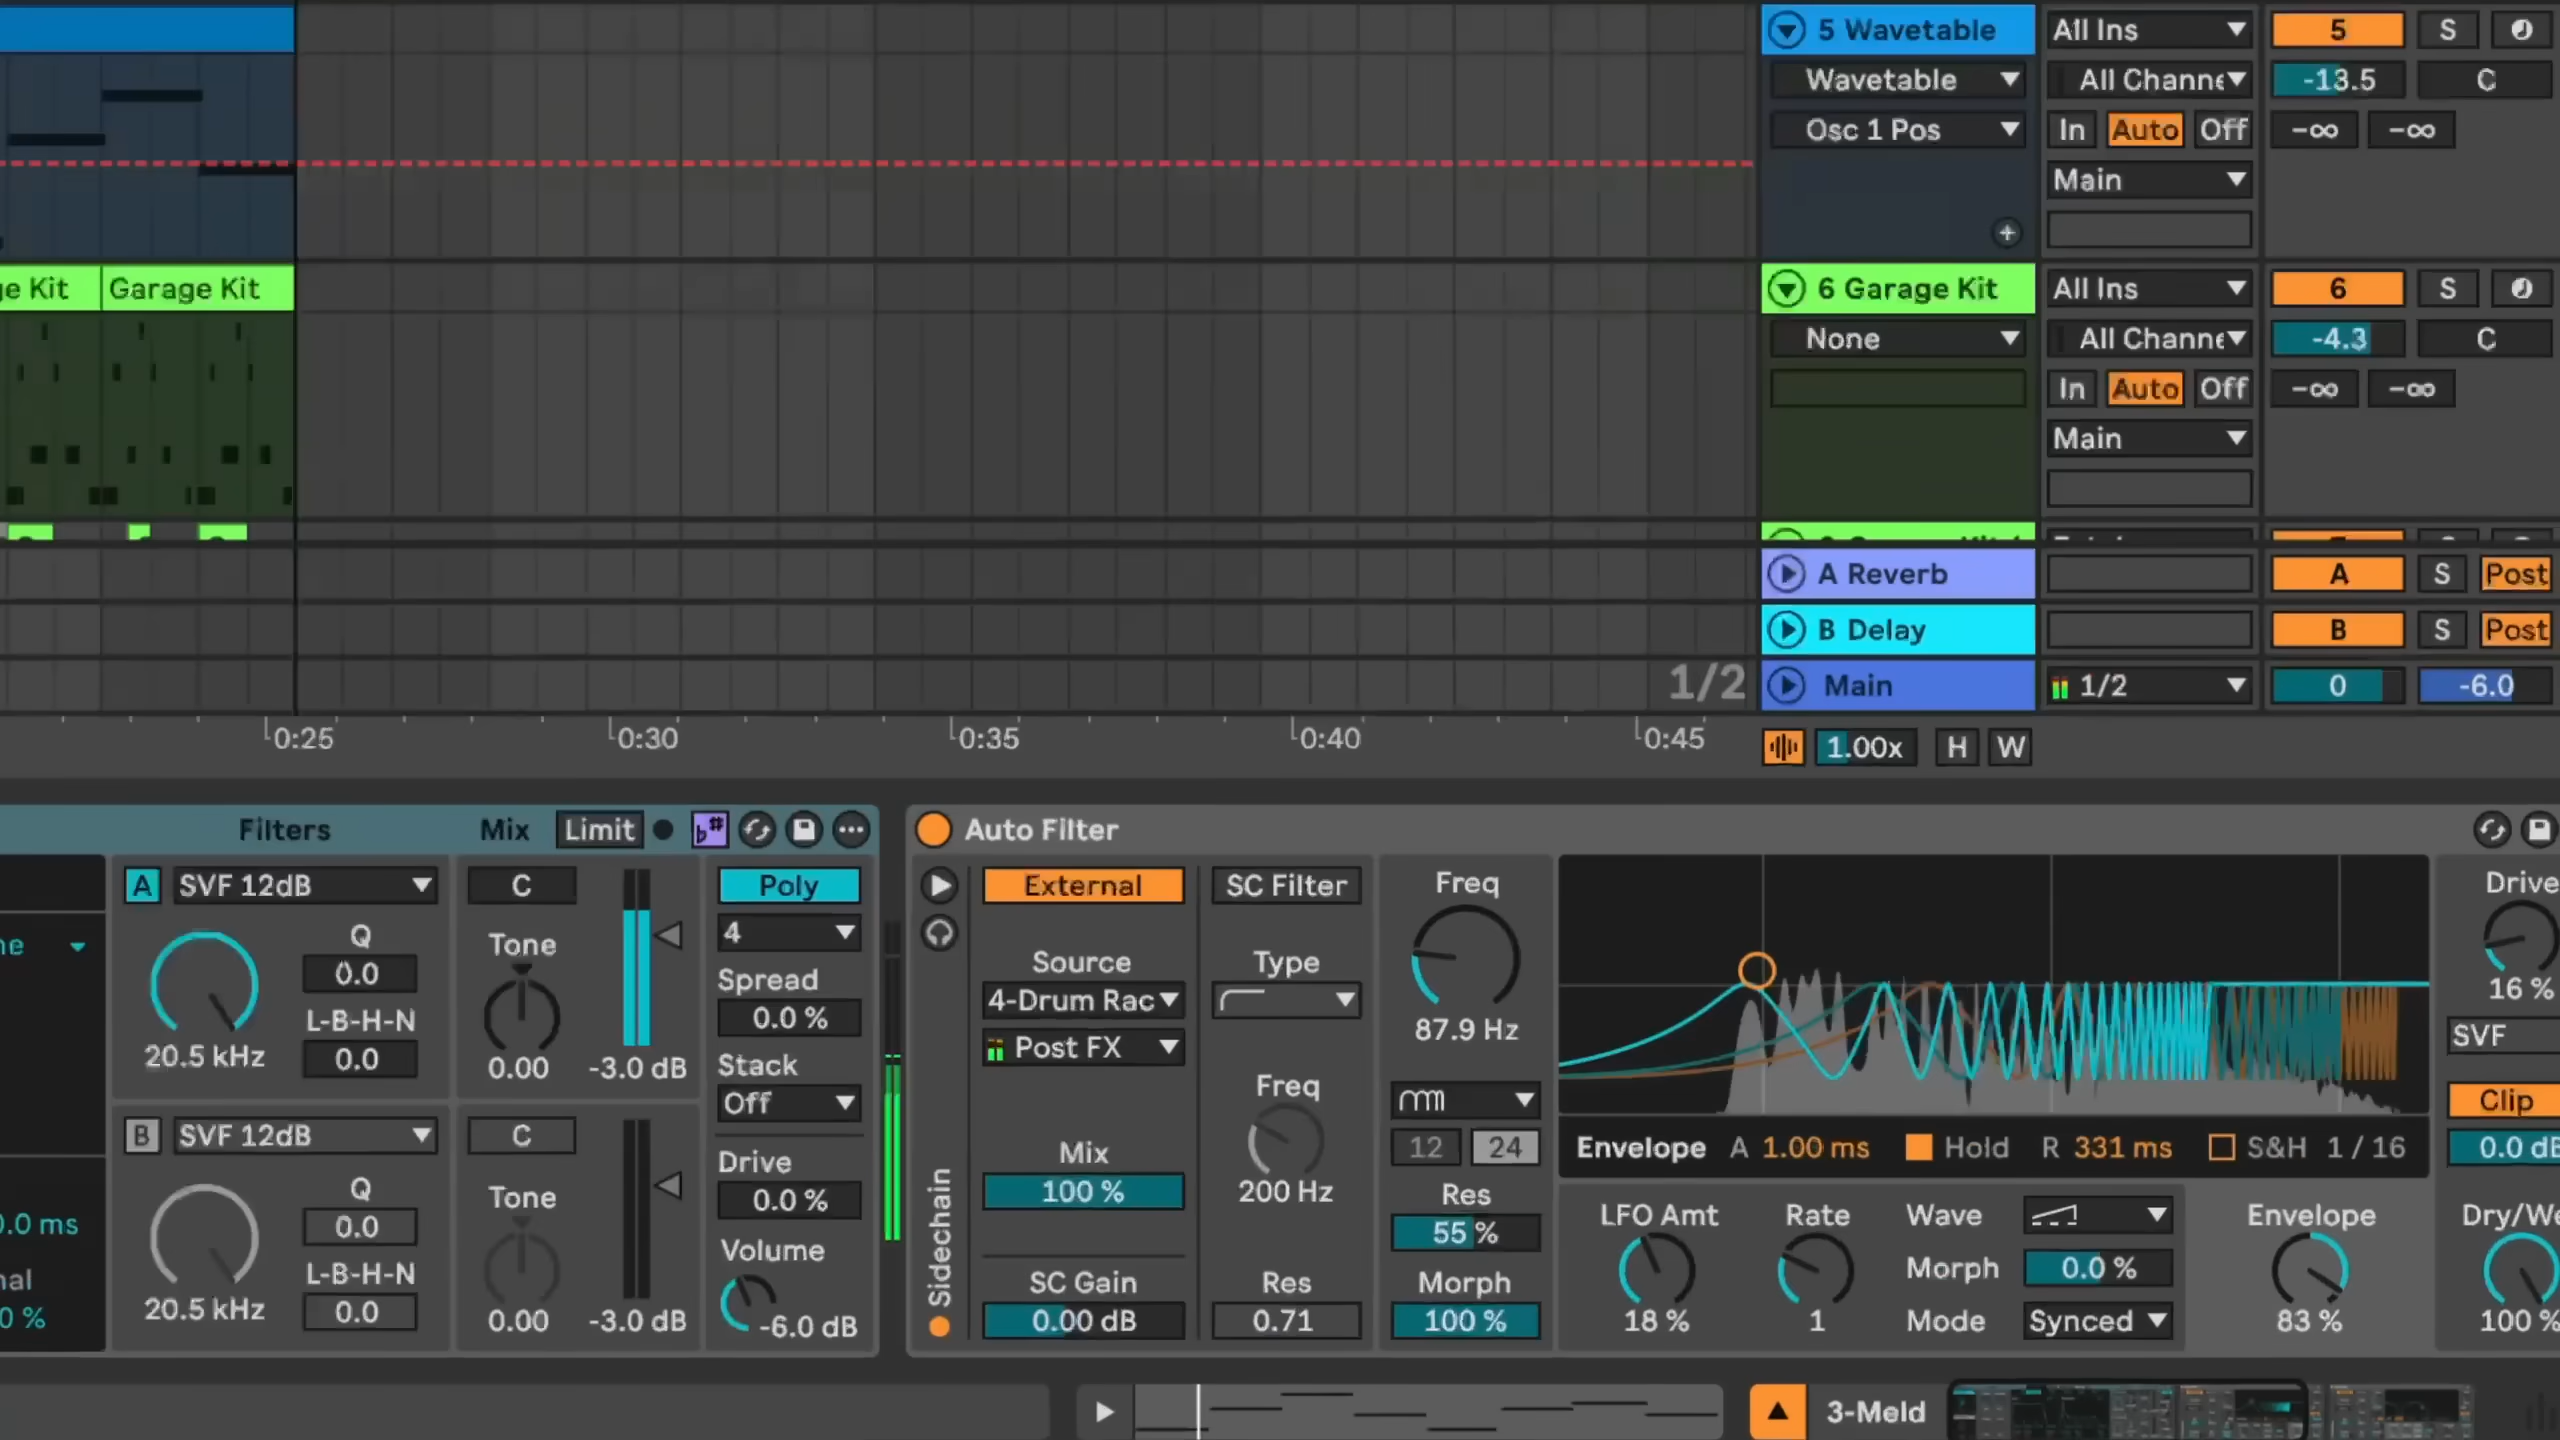 5 Wavetable All Ins 5 S
Wavetable All Channe -13.5 C
Osc 1 Pos In Auto Off -∞ -∞
Main
Garage Kit 6 Garage Kit All Ins 6 S
None All Channe -4.3 C
In Auto Off -∞ -∞
Main
A Reverb A S Post
B Delay B S Post
1/2 Main 1/2 0 -6.0
0:25 0:30 0:35 0:40 0:45 1.00x H W
Filters Mix Limit
A SVF 12dB C
Q
0.0
L-B-H-N
0.0
20.5 kHz
Tone
0.00 -3.0 dB
B SVF 12dB C
Q
0.0
L-B-H-N
0.0
20.5 kHz
Tone
0.00 -3.0 dB
Poly
4
Spread
0.0 %
Stack
Off
Drive
0.0 %
Volume
-6.0 dB
Auto Filter
Sidechain
External
Source
4-Drum Rac
Post FX
Mix
100 %
SC Gain
0.00 dB
SC Filter
Type
Freq
200 Hz
Res
0.71
Freq
87.9 Hz
12 24
Res
55 %
Morph
100 %
Envelope A 1.00 ms Hold R 331 ms S&H 1 / 16
LFO Amt
18 %
Rate
1
Wave
Morph 0.0 %
Mode Synced
Envelope
83 %
Drive
16 %
SVF
Clip
0.0 dB
Dry/We
100 %
3-Meld